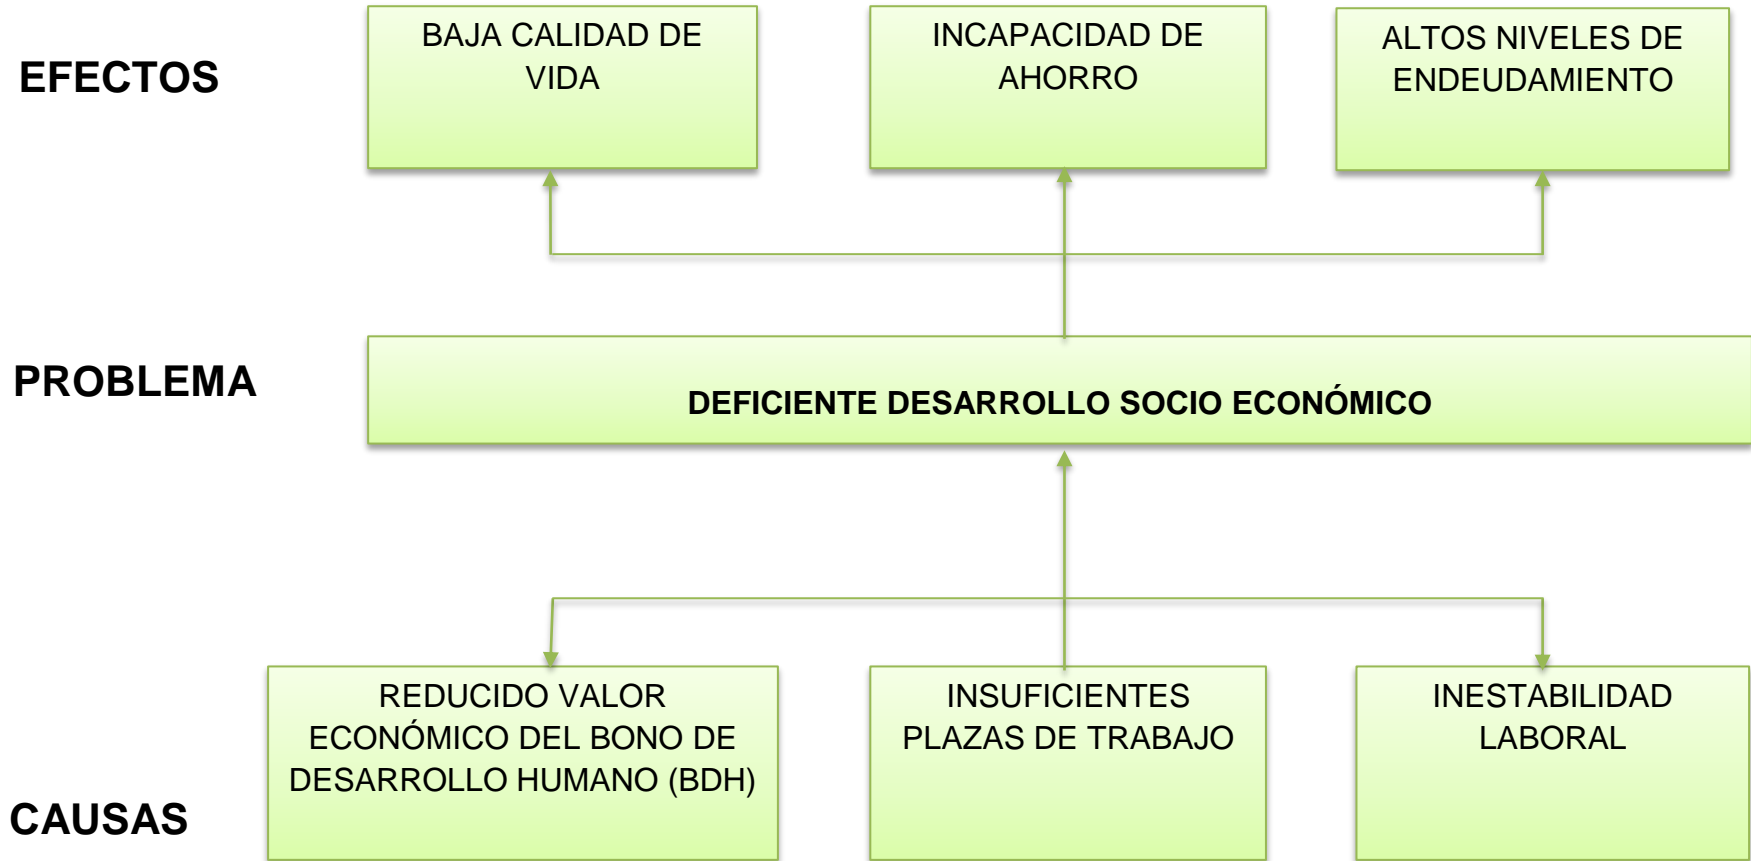 EFECTOS
BAJA CALIDAD DE
VIDA
INCAPACIDAD DE
AHORRO
ALTOS NIVELES DE
ENDEUDAMIENTO
PROBLEMA
DEFICIENTE DESARROLLO SOCIO ECONÓMICO
REDUCIDO VALOR
ECONÓMICO DEL BONO DE
DESARROLLO HUMANO (BDH)
INSUFICIENTES
PLAZAS DE TRABAJO
INESTABILIDAD
LABORAL
CAUSAS